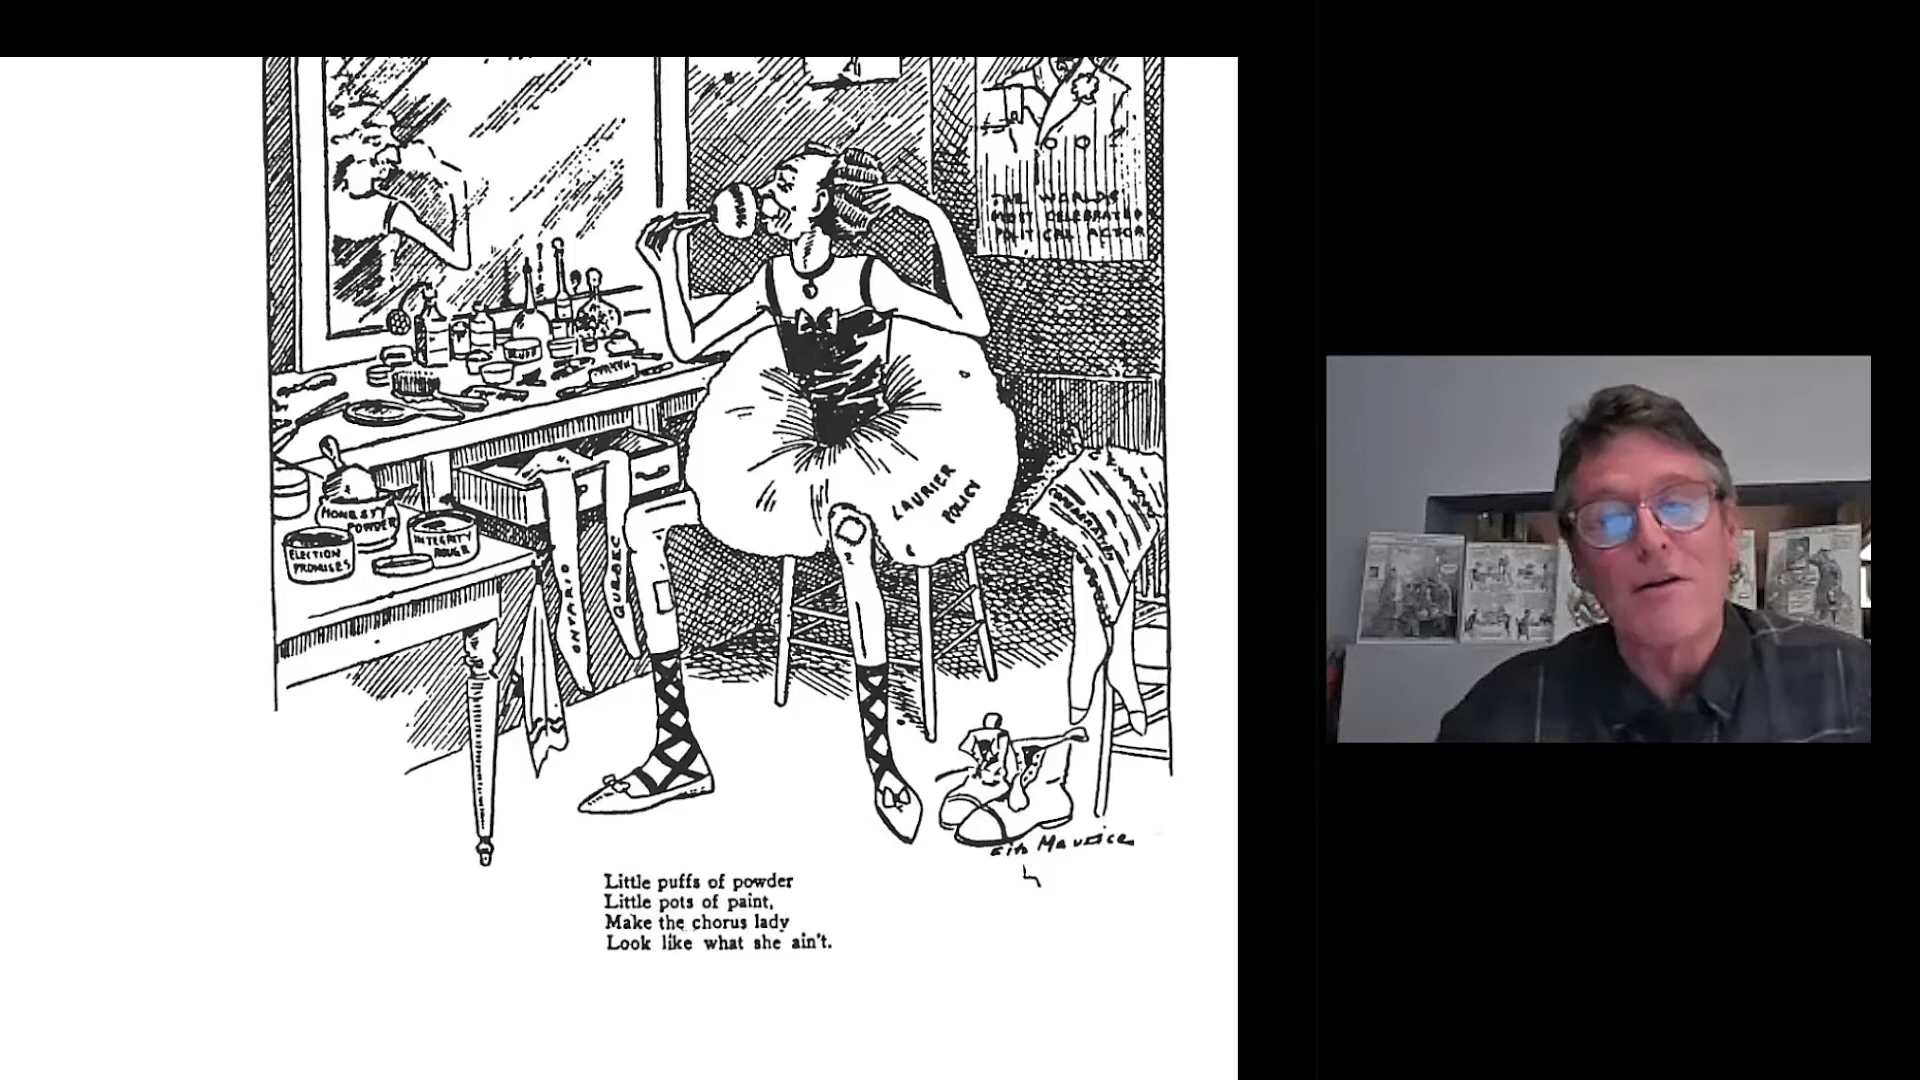 THE WORLDS
MOST CELEBRATED
POLITICAL ACTOR
HONESTY
POWDER
ELECTION
PROMISES
INTEGRITY
ROUGE
ONTARIO
QUEBEC
LAURIER
POLICY
Little puffs of powder
Little pots of paint,
Make the chorus lady
Look like what she ain't.